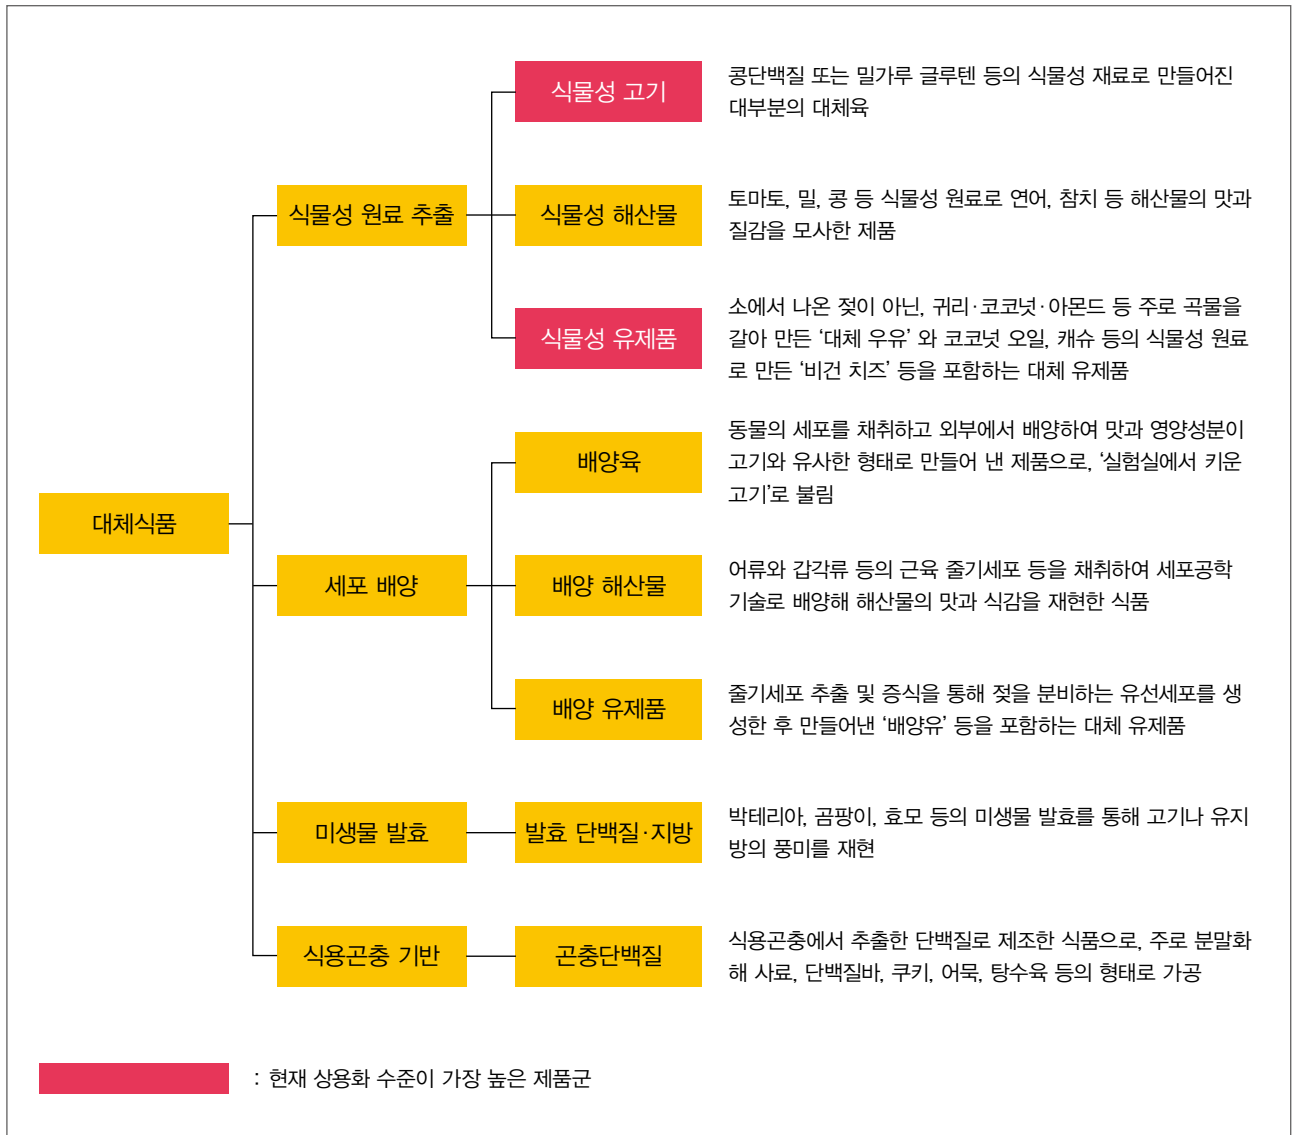 식물성 고기
콩단백질 또는 밀가루 글루텐 등의 식물성 재료로 만들어진
대부분의 대체육
식물성 원료 추출
식물성 해산물
토마토, 밀, 콩 등 식물성 원료로 연어, 참치 등 해산물의 맛과
질감을 모사한 제품
식물성 유제품
소에서 나온 젖이 아닌, 귀리·코코넛·아몬드 등 주로 곡물을
갈아 만든 ‘대체 우유’ 와 코코넛 오일, 캐슈 등의 식물성 원료
로 만든 ‘비건 치즈’ 등을 포함하는 대체 유제품
대체식품
세포 배양
배양육
동물의 세포를 채취하고 외부에서 배양하여 맛과 영양성분이
고기와 유사한 형태로 만들어 낸 제품으로, ‘실험실에서 키운
고기’로 불림
배양 해산물
어류와 갑각류 등의 근육 줄기세포 등을 채취하여 세포공학
기술로 배양해 해산물의 맛과 식감을 재현한 식품
배양 유제품
줄기세포 추출 및 증식을 통해 젖을 분비하는 유선세포를 생
성한 후 만들어낸 ‘배양유’ 등을 포함하는 대체 유제품
미생물 발효
발효 단백질·지방
박테리아, 곰팡이, 효모 등의 미생물 발효를 통해 고기나 유지
방의 풍미를 재현
식용곤충 기반
곤충단백질
식용곤충에서 추출한 단백질로 제조한 식품으로, 주로 분말화
해 사료, 단백질바, 쿠키, 어묵, 탕수육 등의 형태로 가공
: 현재 상용화 수준이 가장 높은 제품군